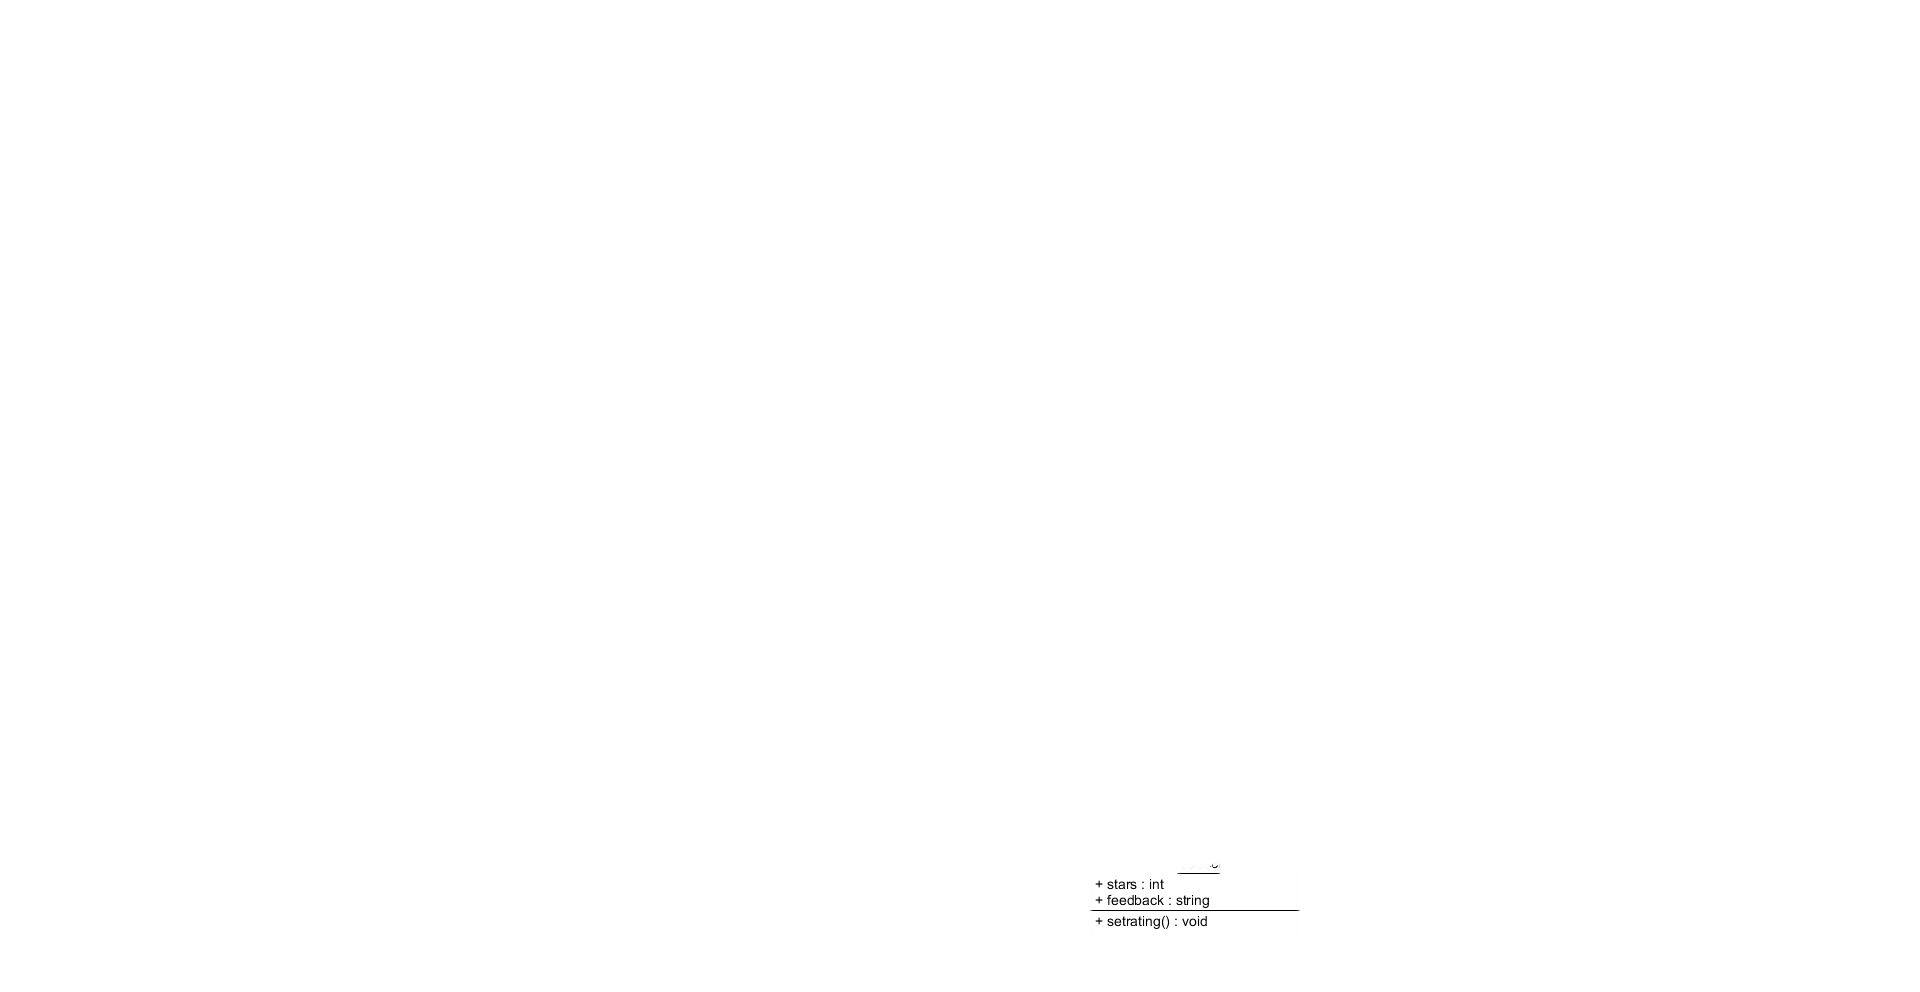 + stars : int
+ feedback : string
+ setrating() : void